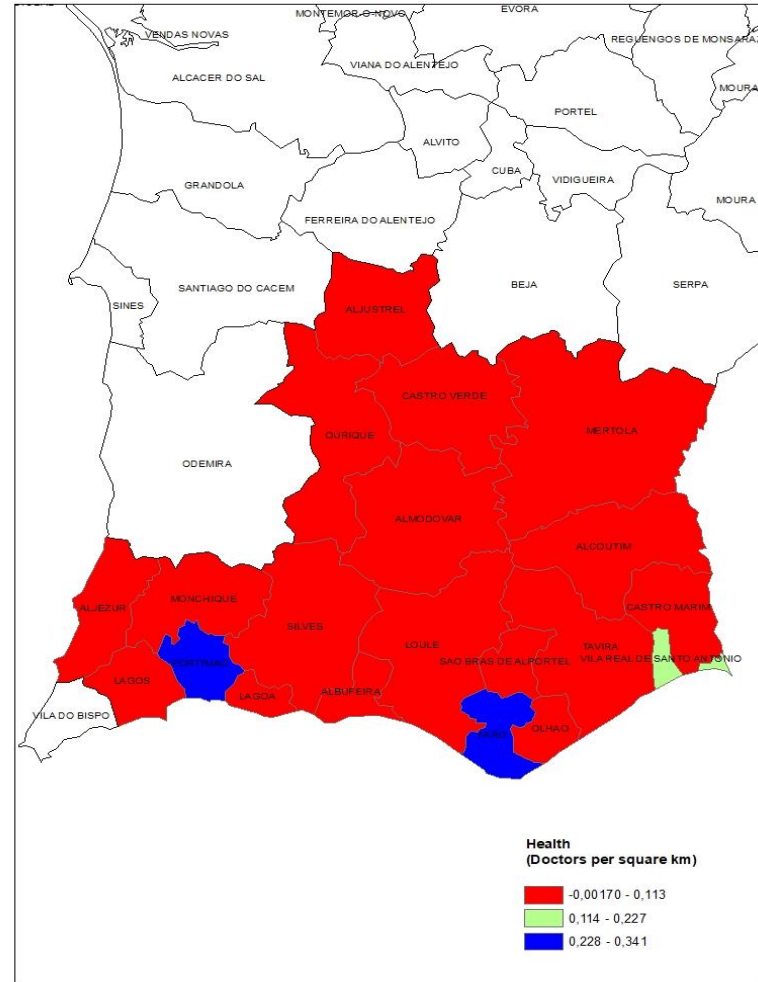 MONTEMOR-O-NOVO
EVORA
VENDAS NOVAS
REGUENGOS DE MONSARAZ
VIANA DO ALENTEJO
ALCACER DO SAL
MOURA
PORTEL
ALVITO
CUBA
VIDIGUEIRA
GRANDOLA
MOURA
FERREIRA DO ALENTEJO
SANTIAGO DO CACEM
BEJA
SERPA
SINES
ALJUSTREL
CASTRO VERDE
MERTOLA
OURIQUE
ODEMIRA
ALMODOVAR
ALCOUTIM
MONCHIQUE
ALJEZUR
CASTRO MARIM
SILVES
LOULE
TAVIRA
PORTIMAO
SAO BRAS DE ALPORTEL
VILA REAL DE SANTO ANTONIO
LAGOS
ALBUFEIRA
LAGOA
VILA DO BISPO
OLHAO
Health
(Doctors per square km)
-0,00170 - 0,113
0,114 - 0,227
0,228 - 0,341